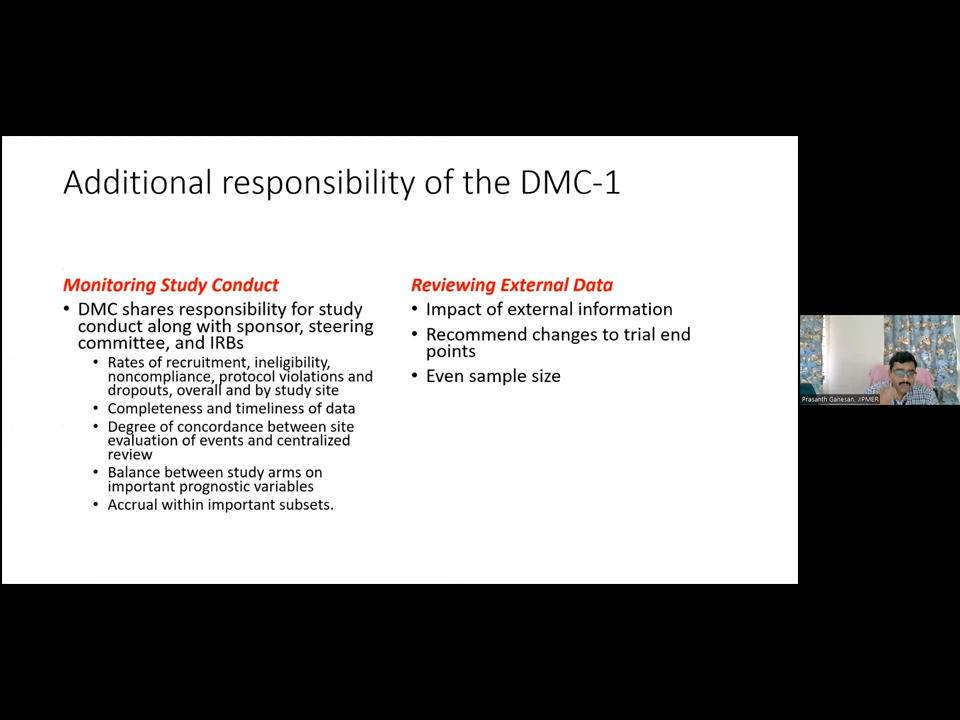 Additional responsibility of the DMC-1
Monitoring Study Conduct
• DMC shares responsibility for study
conduct along with sponsor, steering
committee, and IRBs
• Rates of recruitment, ineligibility,
noncompliance, protocol violations and
dropouts, overall and by study site
• Completeness and timeliness of data
• Degree of concordance between site
evaluation of events and centralized
review
• Balance between study arms on
important prognostic variables
• Accrual within important subsets.
Reviewing External Data
• Impact of external information
• Recommend changes to trial end
points
• Even sample size
Prasanth Ganesan, JIPMER